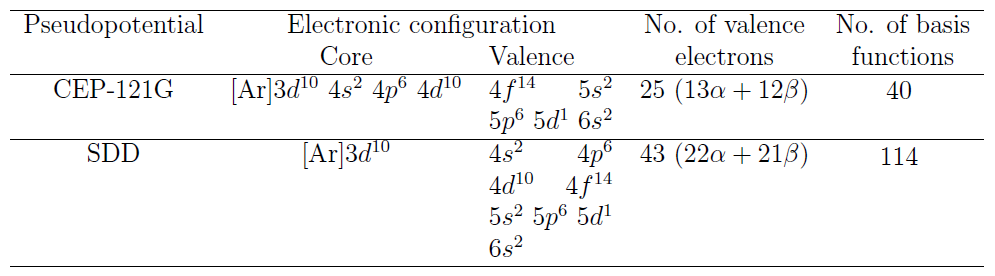 Pseudopotential Electronic configuration No. of valence No. of basis
Core Valence electrons functions
CEP-121G [Ar]3d¹⁰ 4s² 4p⁶ 4d¹⁰ 4f¹⁴ 5s² 25 (13α + 12β) 40
5p⁶ 5d¹ 6s²
SDD [Ar]3d¹⁰ 4s² 4p⁶ 43 (22α + 21β) 114
4d¹⁰ 4f¹⁴
5s² 5p⁶ 5d¹
6s²